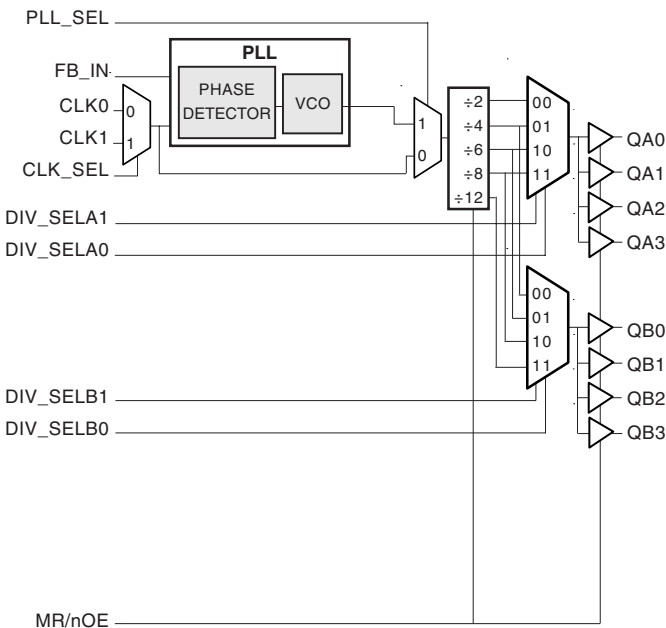 PLL_SEL
PLL
FB_IN
PHASE
DETECTOR
VCO
CLK0
0
CLK1
1
CLK_SEL
1
0
÷2
÷4
÷6
÷8
÷12
00
01
10
11
QA0
QA1
QA2
QA3
DIV_SELA1
DIV_SELA0
00
01
10
11
QB0
QB1
QB2
QB3
DIV_SELB1
DIV_SELB0
MR/nOE